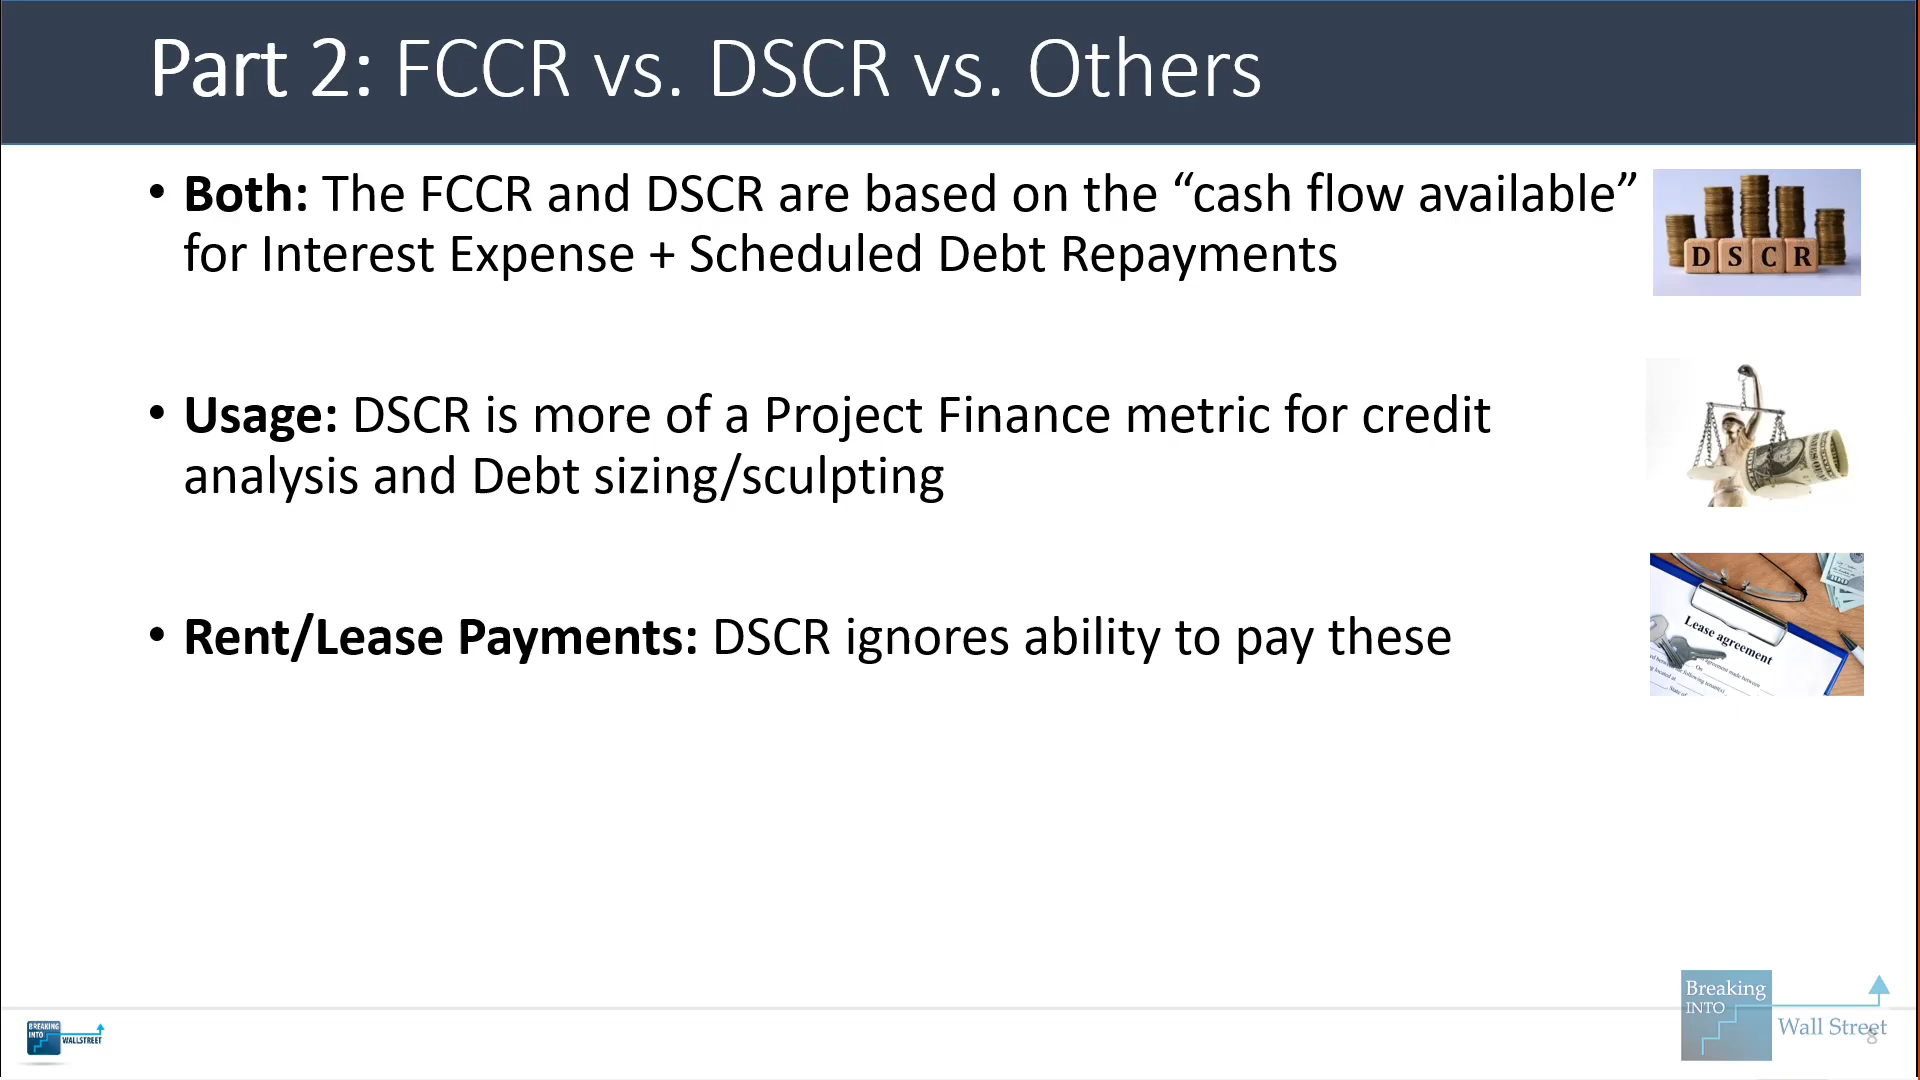 Part 2: FCCR vs. DSCR vs. Others
• Both: The FCCR and DSCR are based on the “cash flow available”
for Interest Expense + Scheduled Debt Repayments
D S C R
• Usage: DSCR is more of a Project Finance metric for credit
analysis and Debt sizing/sculpting
• Rent/Lease Payments: DSCR ignores ability to pay these
Lease agreement
BREAKING
INTO
WALLSTREET
Breaking
INTO
Wall Street
8